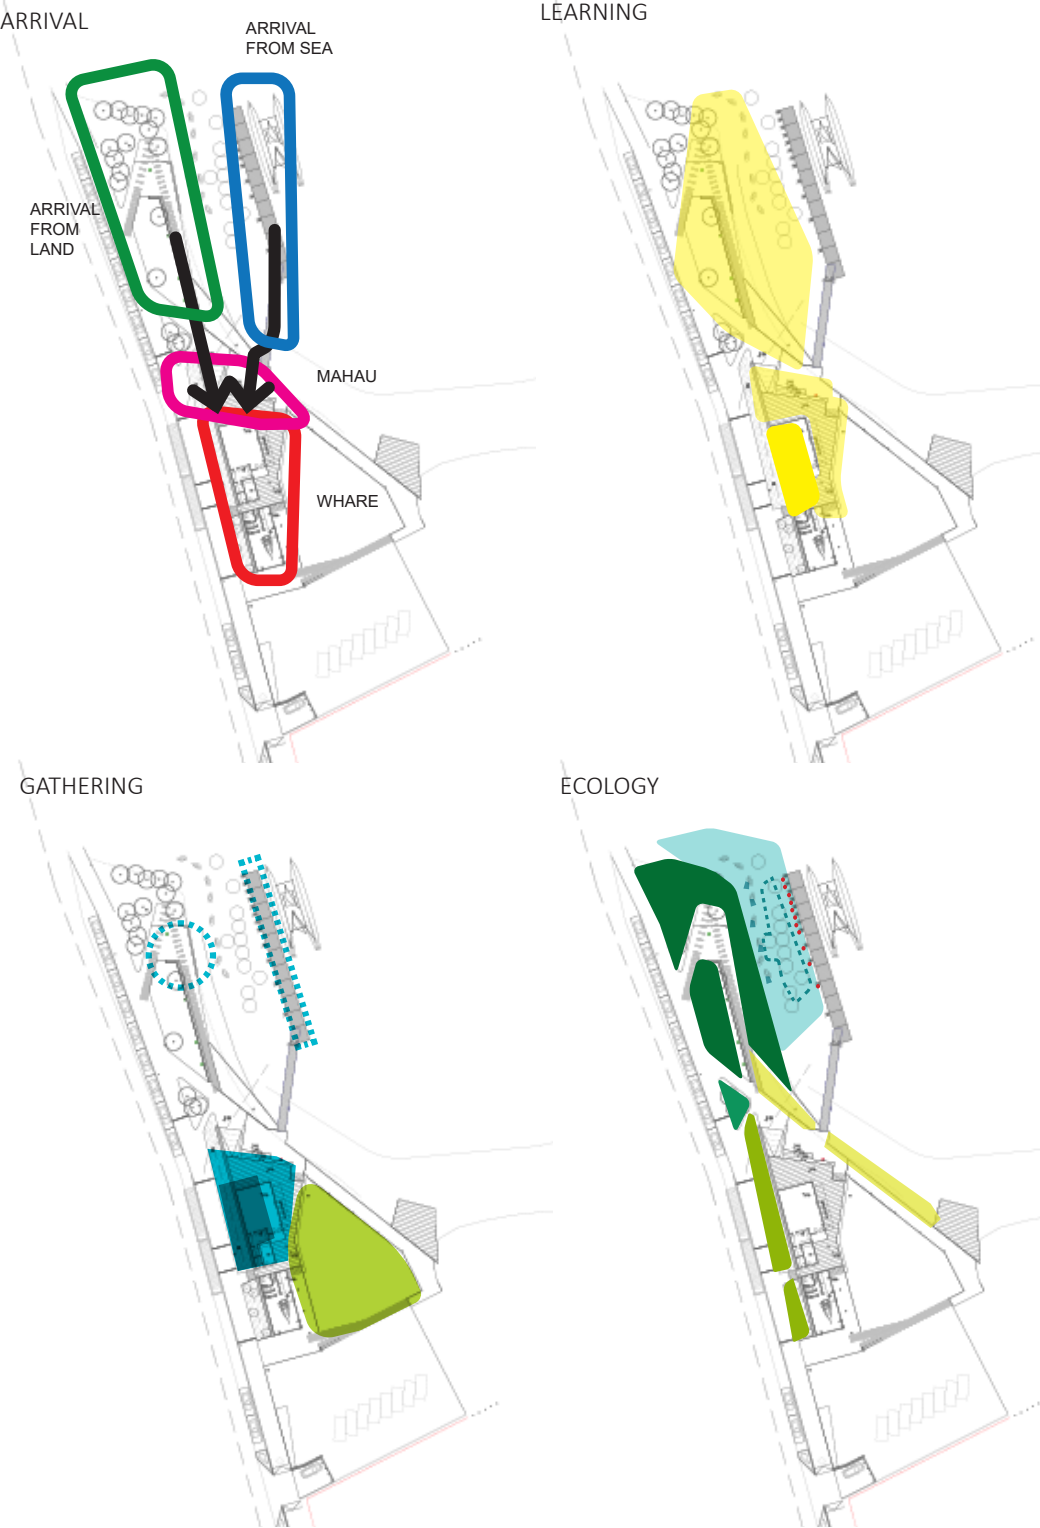 ARRIVAL
ARRIVAL
FROM SEA
ARRIVAL
FROM
LAND
MAHAU
WHARE
LEARNING
GATHERING
ECOLOGY